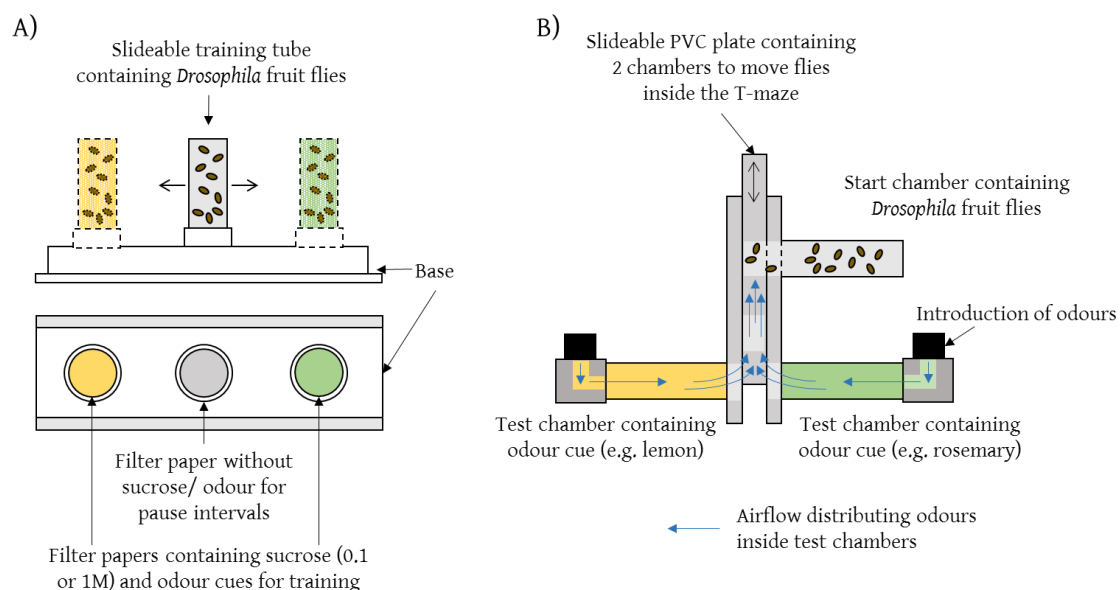 A)
Slideable training tube
containing Drosophila fruit flies
Base
Filter paper without
sucrose/ odour for
pause intervals
Filter papers containing sucrose (0.1
or 1M) and odour cues for training
B)
Slideable PVC plate containing
2 chambers to move flies
inside the T-maze
Start chamber containing
Drosophila fruit flies
Introduction of odours
Test chamber containing
odour cue (e.g. lemon)
Test chamber containing
odour cue (e.g. rosemary)
Airflow distributing odours
inside test chambers